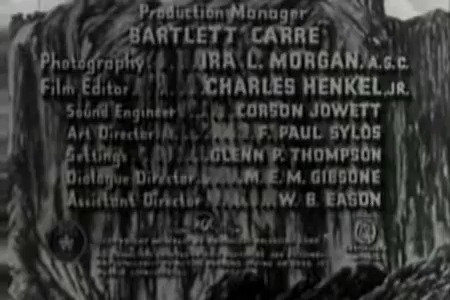 Production Manager
BARTLETT CARRE
Photography.... IRA L. MORGAN, A.S.C.
Film Editor.... CHARLES HENKEL, JR.
Sound Engineer.... CORSON JOWETT
Art Director.... F. PAUL SYLOS
Settings.... GLENN P. THOMPSON
Dialogue Director.... M. E. M. GIBSONE
Assistant Director.... W. B. EASON